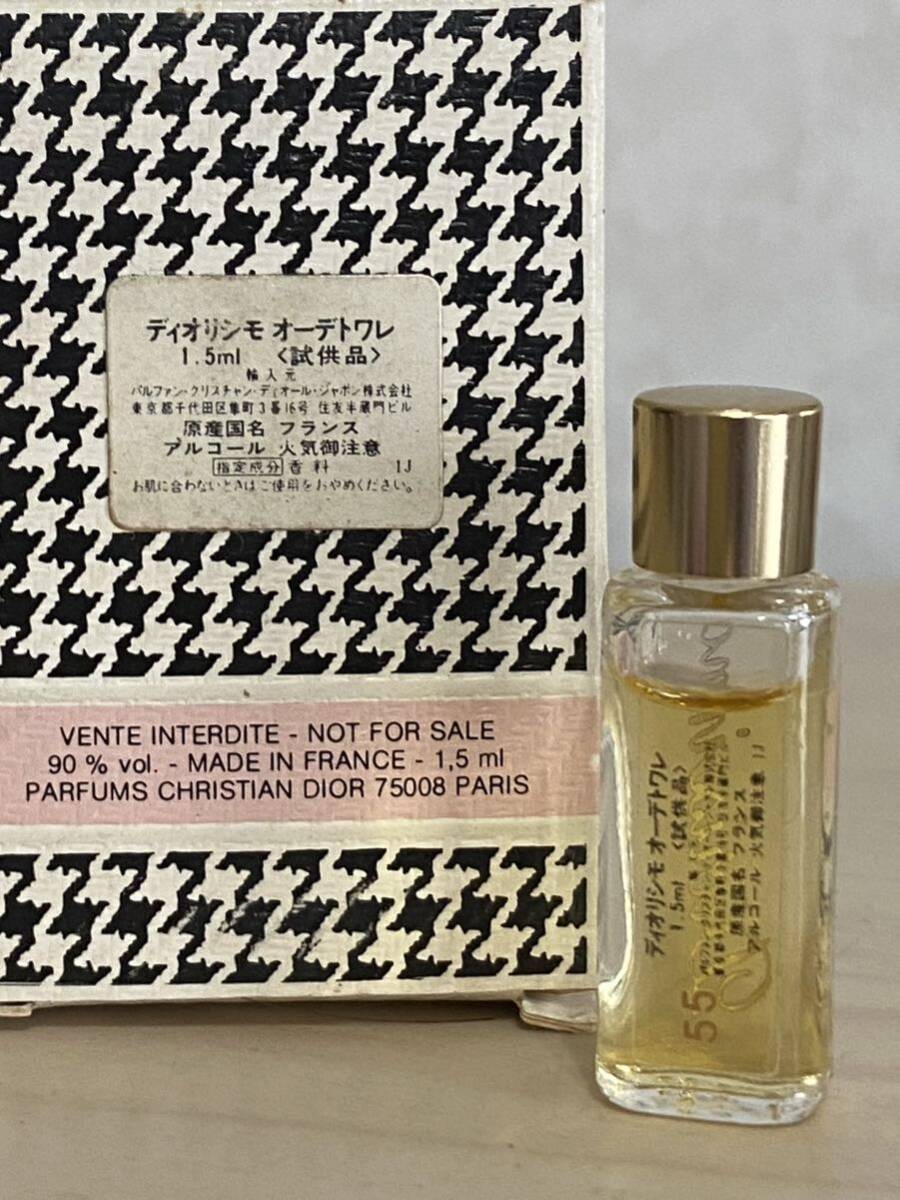 ディオリシモ オーデトワレ
1.5ml 〈試供品〉
輸入元
パルファン・クリスチャン・ディオール・ジャポン株式会社
東京都千代田区隼町3番16号 住友半蔵門ビル
原産国名 フランス
アルコール 火気御注意
指定成分 香料 1J
お肌に合わないときはご使用をおやめください。
VENTE INTERDITE - NOT FOR SALE
90 % vol. - MADE IN FRANCE - 1,5 ml
PARFUMS CHRISTIAN DIOR 75008 PARIS
ディオリシモ オーデトワレ
1.5ml 〈試供品〉
原産国名 フランス
アルコール 火気御注意 1J
55